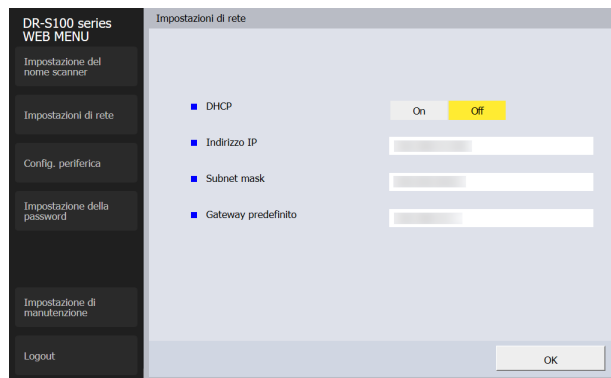 DR-S100 series
WEB MENU
Impostazione del
nome scanner
Impostazioni di rete
Config. periferica
Impostazione della
password
Impostazione di
manutenzione
Logout
Impostazioni di rete
DHCP
On
Off
Indirizzo IP
Subnet mask
Gateway predefinito
OK